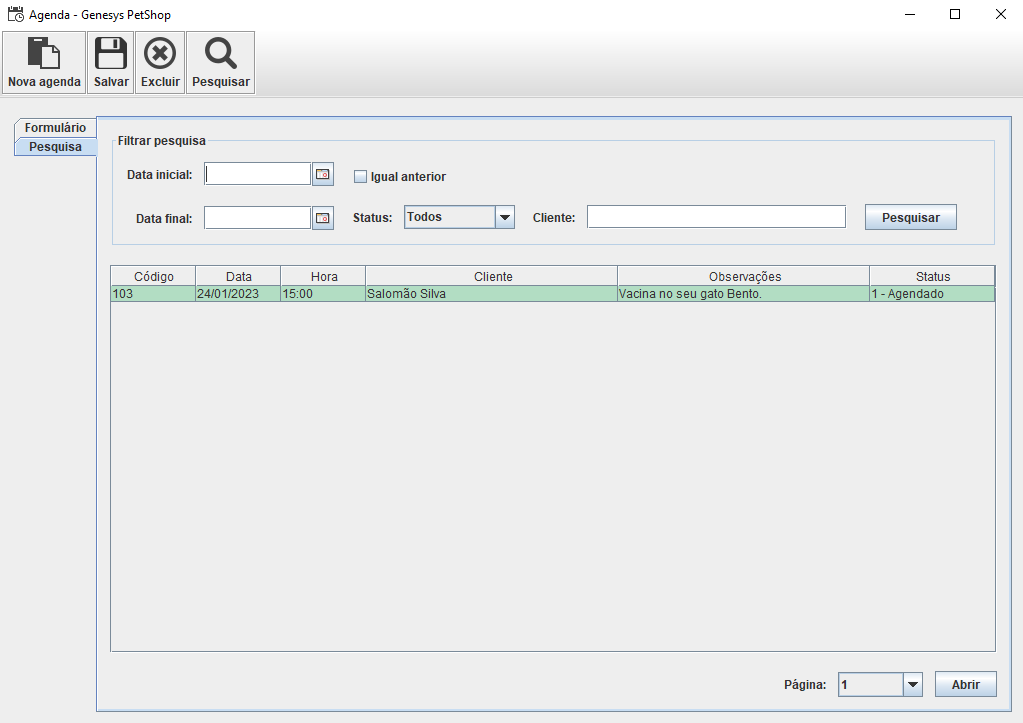 Agenda - Genesys PetShop
Nova agenda Salvar Excluir Pesquisar
Formulário
Pesquisa
Filtrar pesquisa
Data inicial: Igual anterior
Data final: Status: Todos Cliente: Pesquisar
Código Data Hora Cliente Observações Status
103 24/01/2023 15:00 Salomão Silva Vacina no seu gato Bento. 1 - Agendado
Página: 1 Abrir